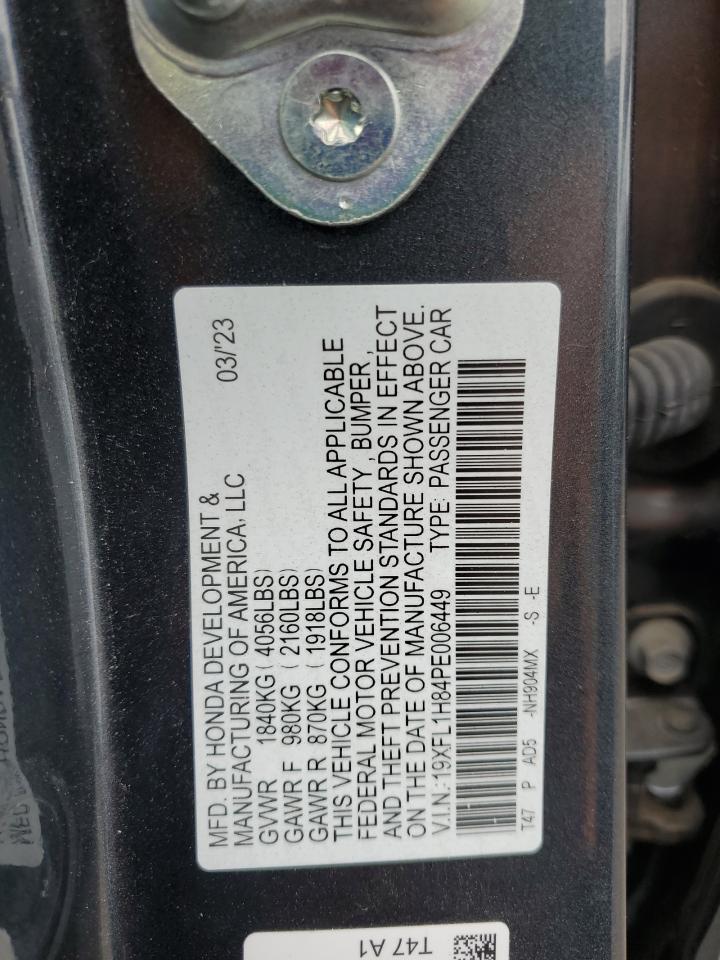 MFD. BY HONDA DEVELOPMENT &
MANUFACTURING OF AMERICA, LLC 03/'23
GVWR 1840KG ( 4056LBS)
GAWR F 980KG ( 2160LBS)
GAWR R 870KG ( 1918LBS)
THIS VEHICLE CONFORMS TO ALL APPLICABLE
FEDERAL MOTOR VEHICLE SAFETY , BUMPER ,
AND THEFT PREVENTION STANDARDS IN EFFECT
ON THE DATE OF MANUFACTURE SHOWN ABOVE.
V.I.N.:19XFL1H84PE006449 TYPE: PASSENGER CAR
T47 P AD5 -NH904MX -S -E
T47 A1